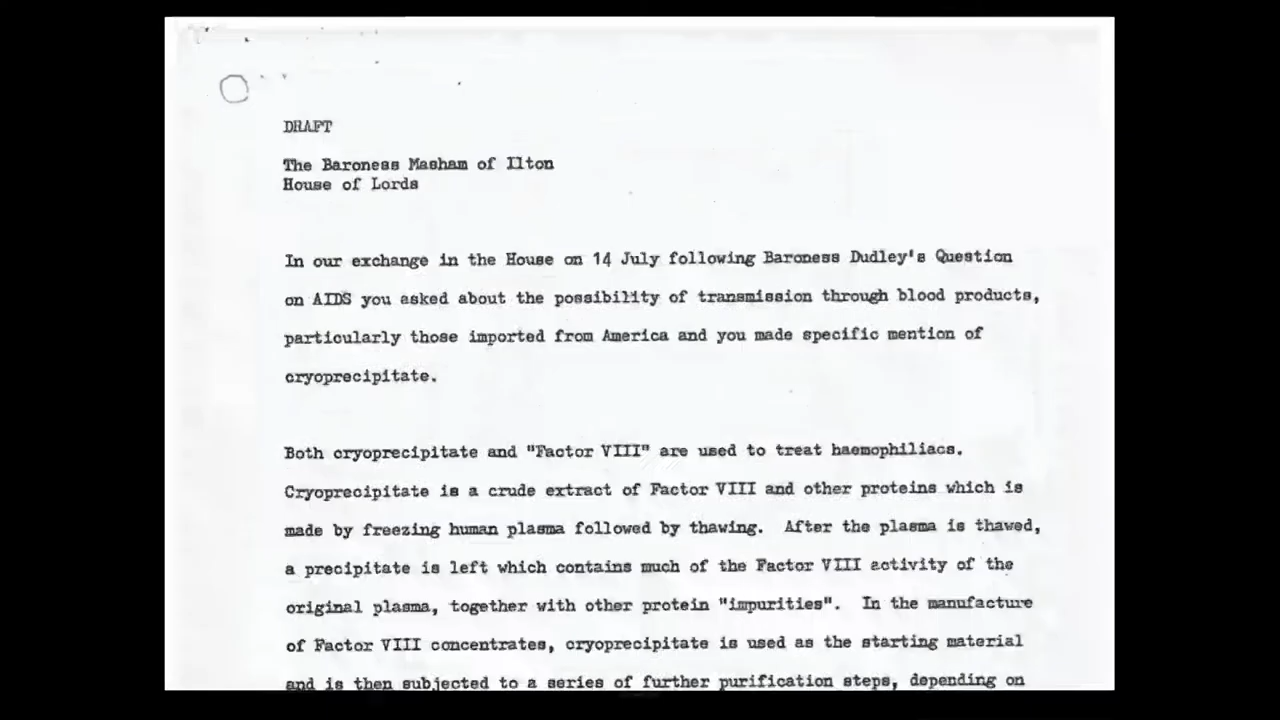 DRAFT
The Baroness Masham of Ilton
House of Lords
In our exchange in the House on 14 July following Baroness Dudley's Question
on AIDS you asked about the possibility of transmission through blood products,
particularly those imported from America and you made specific mention of
cryoprecipitate.
Both cryoprecipitate and "Factor VIII" are used to treat haemophiliacs.
Cryoprecipitate is a crude extract of Factor VIII and other proteins which is
made by freezing human plasma followed by thawing. After the plasma is thawed,
a precipitate is left which contains much of the Factor VIII activity of the
original plasma, together with other protein "impurities". In the manufacture
of Factor VIII concentrates, cryoprecipitate is used as the starting material
and is then subjected to a series of further purification steps, depending on